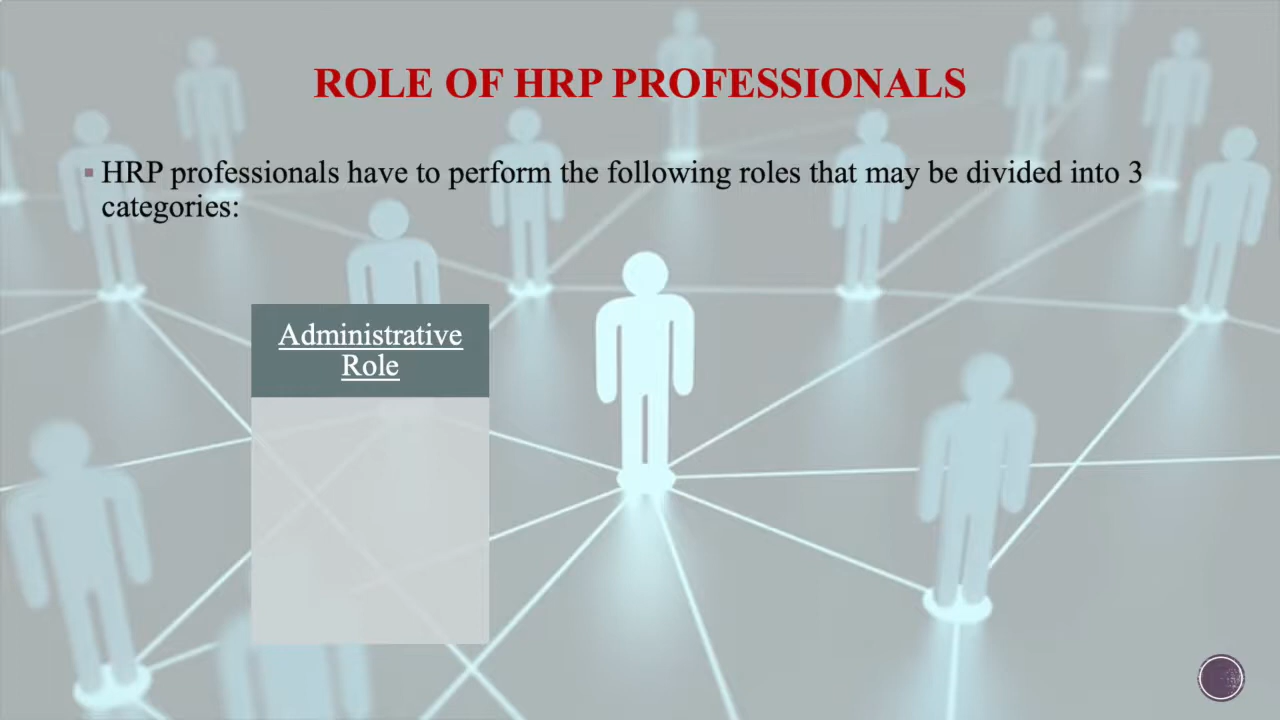 ROLE OF HRP PROFESSIONALS
▪ HRP professionals have to perform the following roles that may be divided into 3
categories:
Administrative
Role